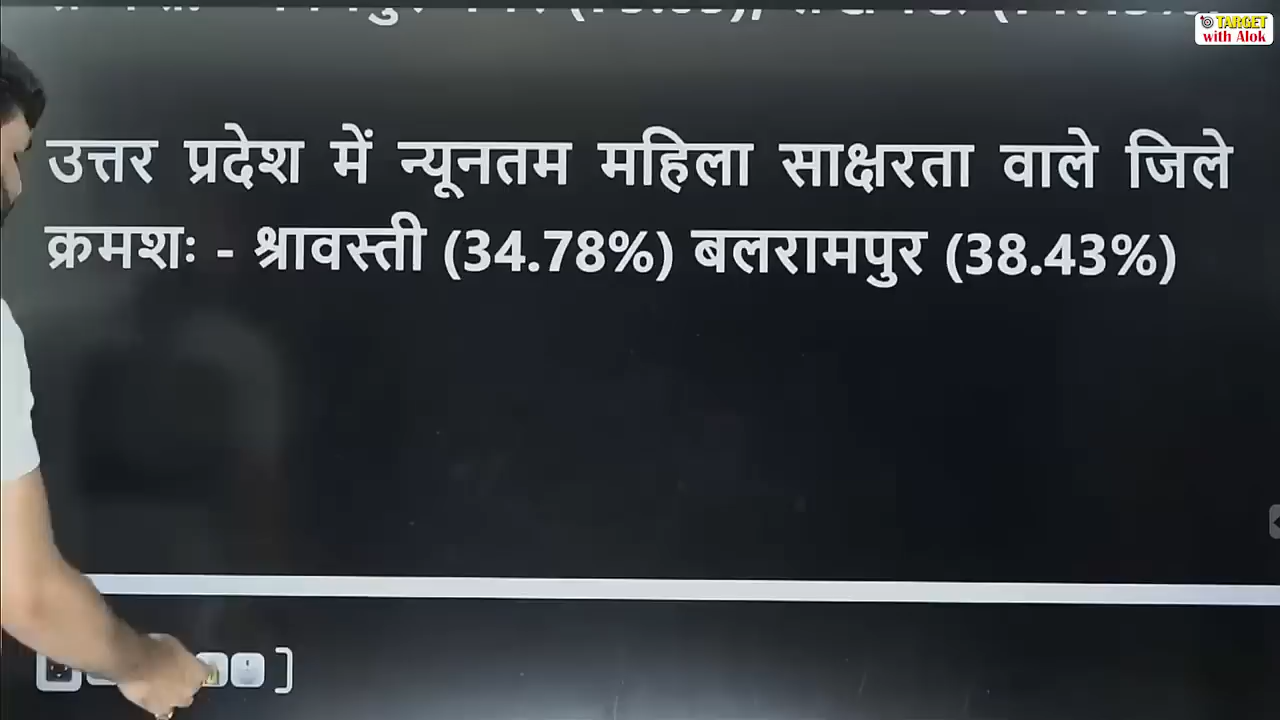 TARGET
with Alok
उत्तर प्रदेश में न्यूनतम महिला साक्षरता वाले जिले
क्रमशः - श्रावस्ती (34.78%) बलरामपुर (38.43%)